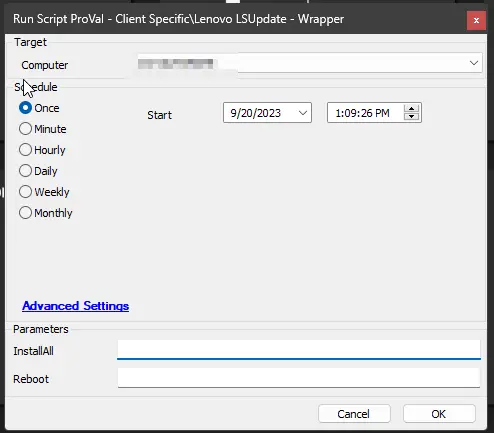 Run Script ProVal - Client Specific\Lenovo LSUpdate - Wrapper
x
Target
Computer
Schedule
Once
Start
9/20/2023
1:09:26 PM
Minute
Hourly
Daily
Weekly
Monthly
Advanced Settings
Parameters
InstallAll
Reboot
Cancel
OK